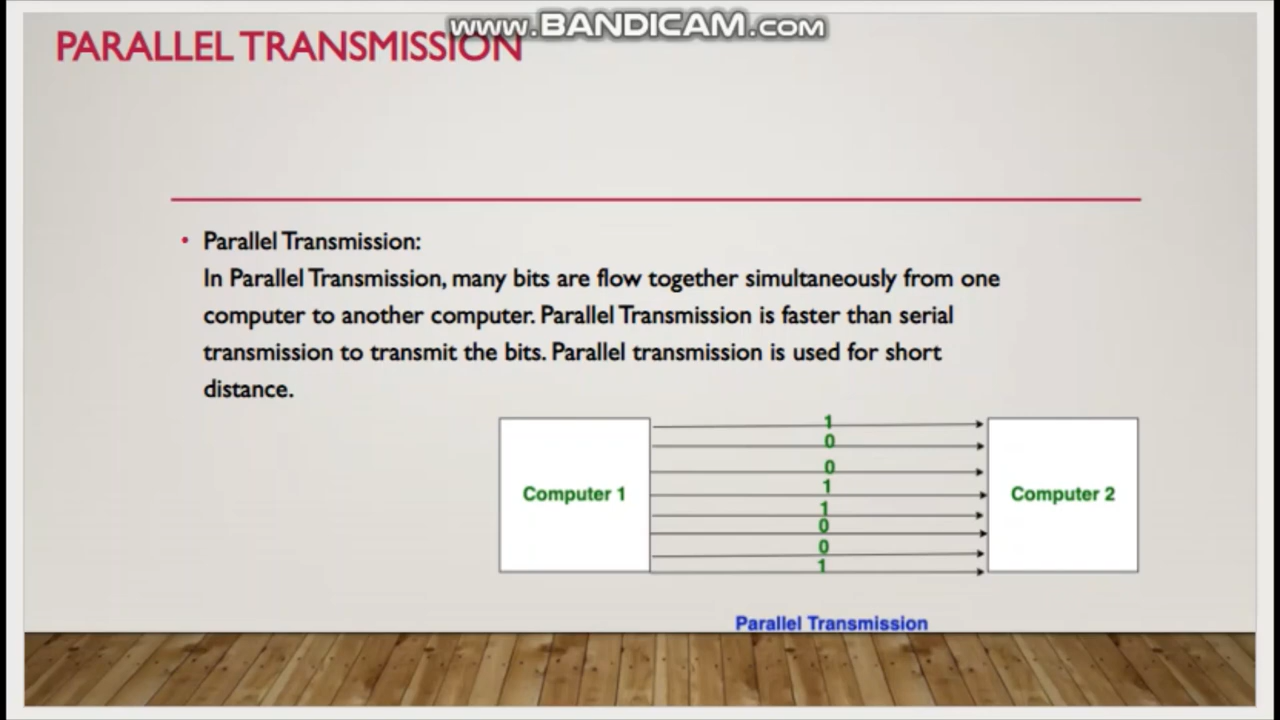 www.BANDICAM.com
PARALLEL TRANSMISSION
• Parallel Transmission:
In Parallel Transmission, many bits are flow together simultaneously from one
computer to another computer. Parallel Transmission is faster than serial
transmission to transmit the bits. Parallel transmission is used for short
distance.
1
0
0
1
Computer 1
Computer 2
1
0
0
1
Parallel Transmission